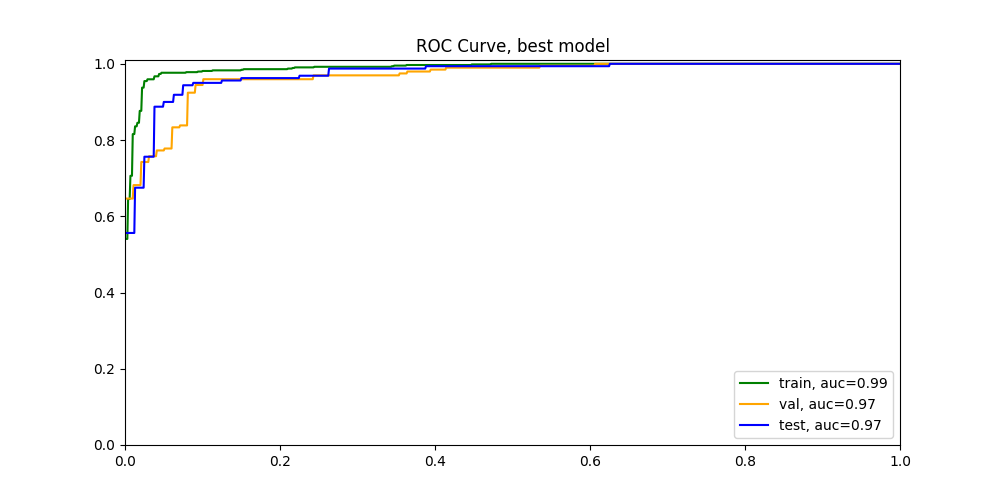 ROC Curve, best model
1.0
0.8
0.6
0.4
0.2
0.0
train, auc=0.99
val, auc=0.97
test, auc=0.97
0.0 0.2 0.4 0.6 0.8 1.0